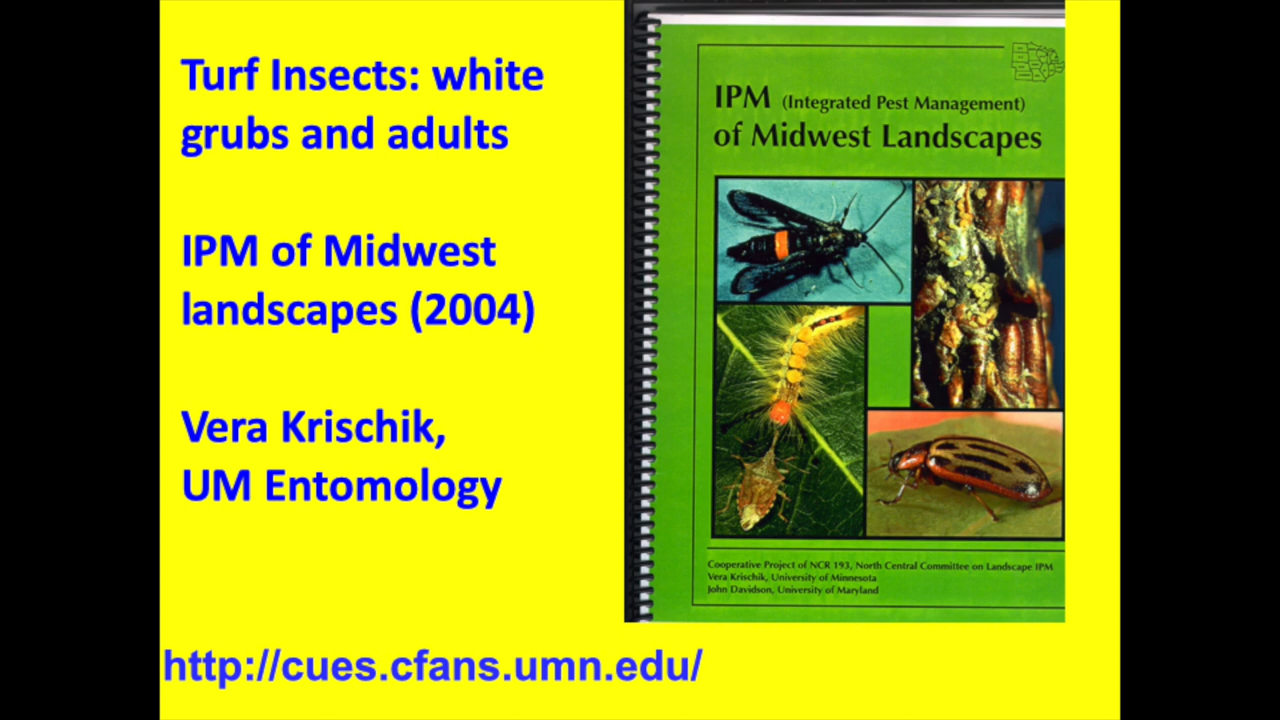 Turf Insects: white
grubs and adults
IPM of Midwest
landscapes (2004)
Vera Krischik,
UM Entomology
IPM (Integrated Pest Management)
of Midwest Landscapes
Cooperative Project of NCR 193, North Central Committee on Landscape IPM
Vera Krischik, University of Minnesota
John Davidson, University of Maryland
http://cues.cfans.umn.edu/